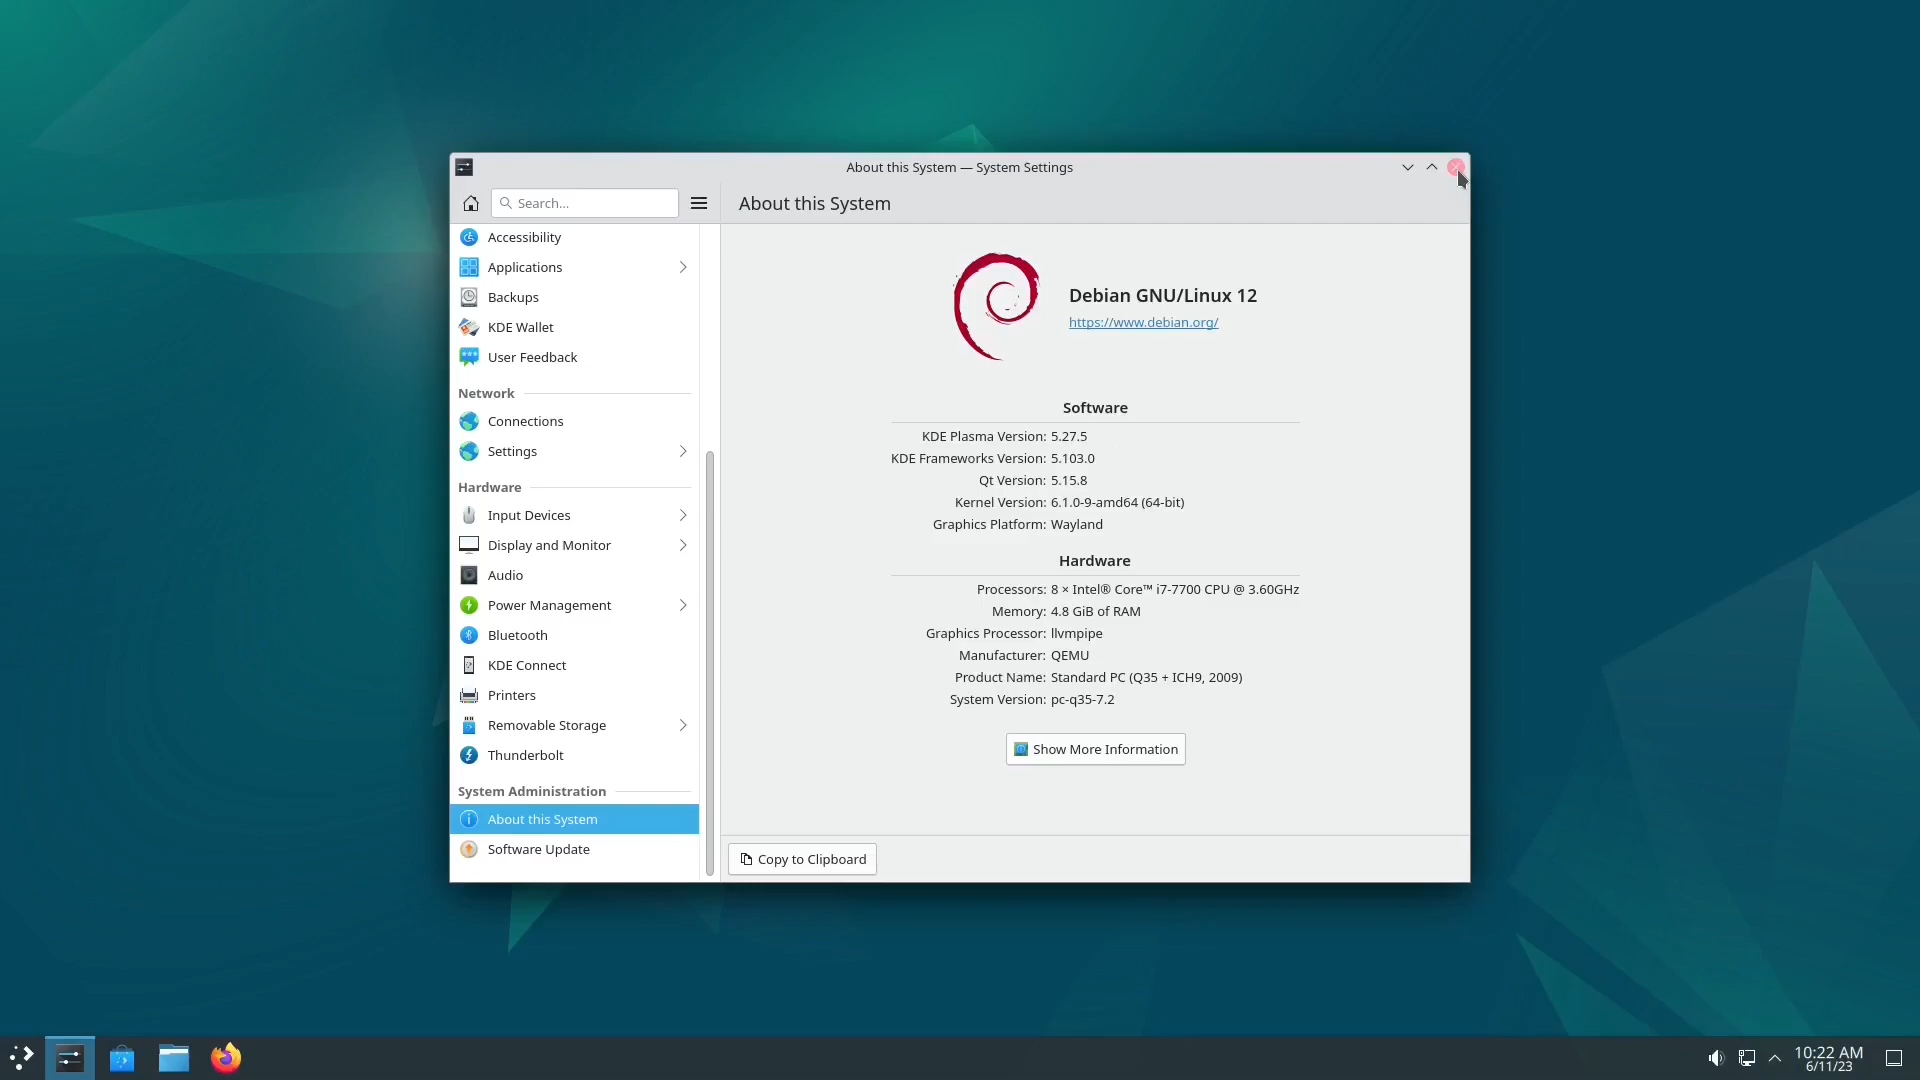 About this System — System Settings
Search...
About this System
Accessibility
Applications
Backups
KDE Wallet
User Feedback
Network
Connections
Settings
Hardware
Input Devices
Display and Monitor
Audio
Power Management
Bluetooth
KDE Connect
Printers
Removable Storage
Thunderbolt
System Administration
About this System
Software Update
Debian GNU/Linux 12
https://www.debian.org/
Software
KDE Plasma Version: 5.27.5
KDE Frameworks Version: 5.103.0
Qt Version: 5.15.8
Kernel Version: 6.1.0-9-amd64 (64-bit)
Graphics Platform: Wayland
Hardware
Processors: 8 × Intel® Core™ i7-7700 CPU @ 3.60GHz
Memory: 4.8 GiB of RAM
Graphics Processor: llvmpipe
Manufacturer: QEMU
Product Name: Standard PC (Q35 + ICH9, 2009)
System Version: pc-q35-7.2
Show More Information
Copy to Clipboard
10:22 AM
6/11/23